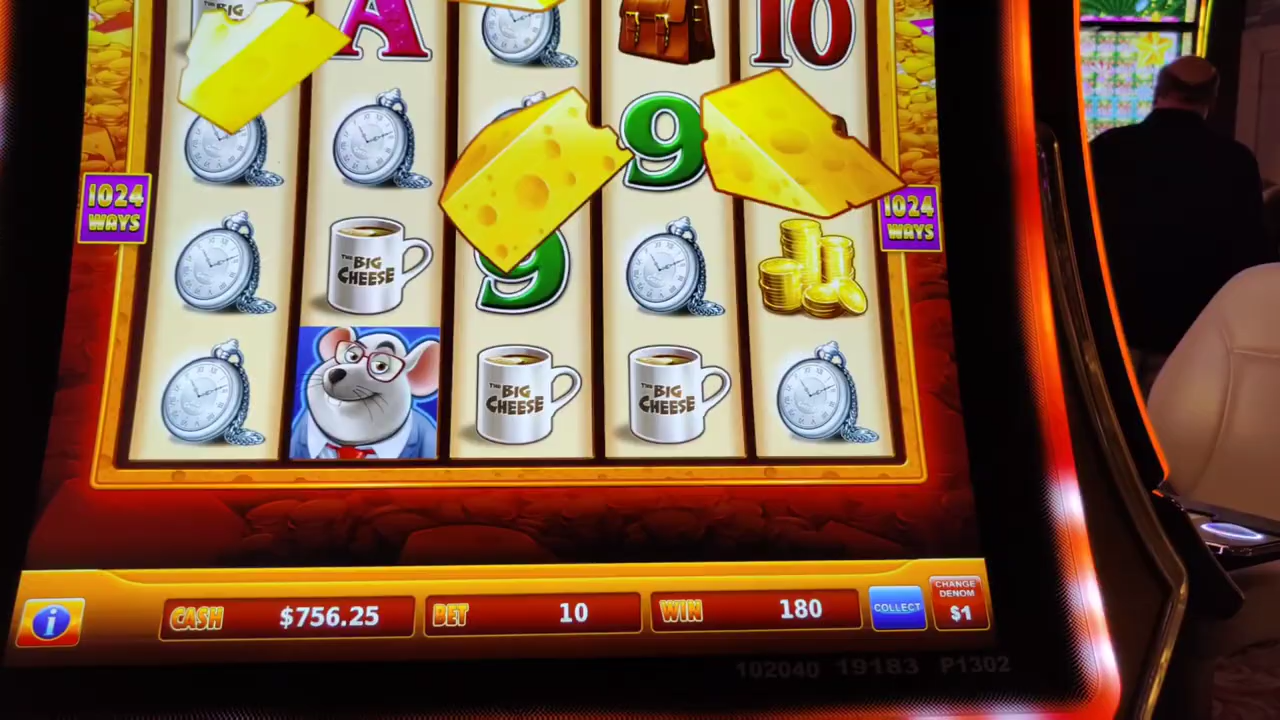 BIG
A
10
9
1024
WAYS
1024
WAYS
THE
BIG
CHEESE
9
THE
BIG
CHEESE
THE
BIG
CHEESE
i
CASH $756.25
BET 10
WIN 180
COLLECT
CHANGE
DENOM
$1
102040 19183 P1302